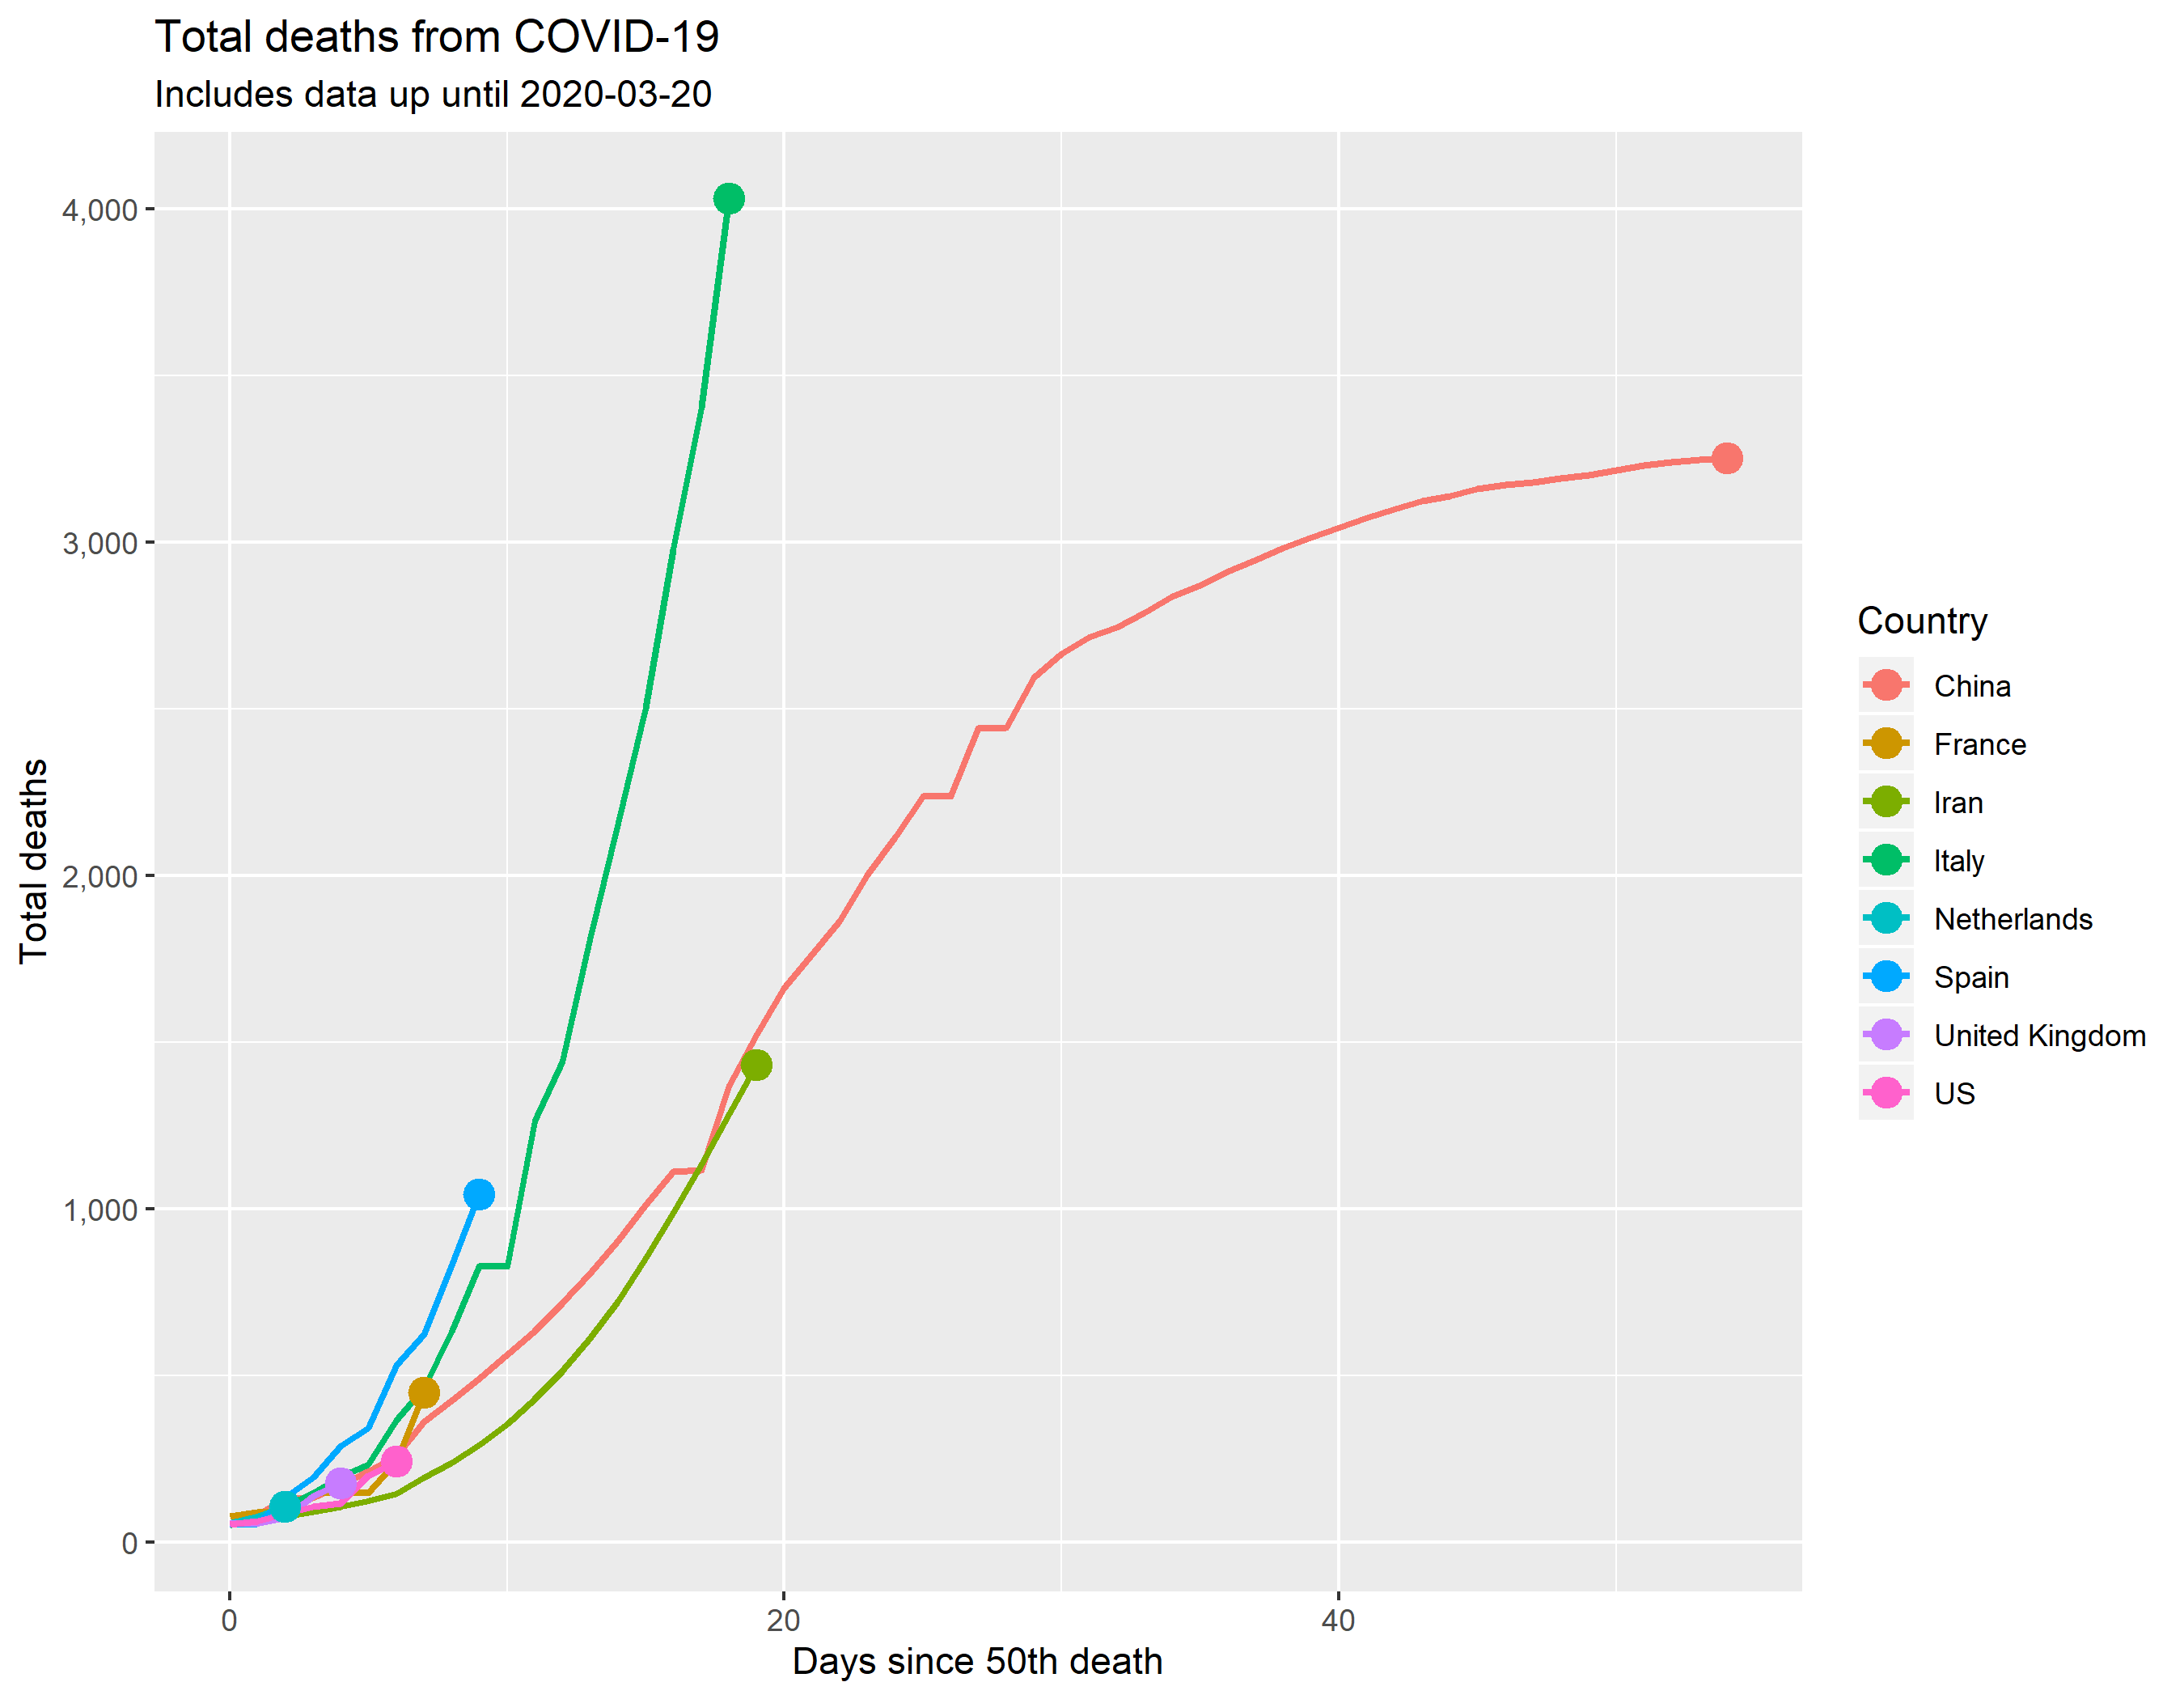 Total deaths from COVID-19
Includes data up until 2020-03-20
Total deaths
4,000
3,000
2,000
1,000
0
0
20
40
Days since 50th death
Country
China
France
Iran
Italy
Netherlands
Spain
United Kingdom
US